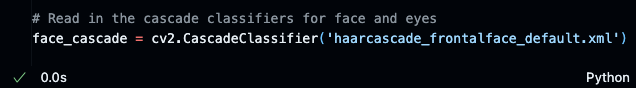 # Read in the cascade classifiers for face and eyes
face_cascade = cv2.CascadeClassifier('haarcascade_frontalface_default.xml')
✓ 0.0s Python